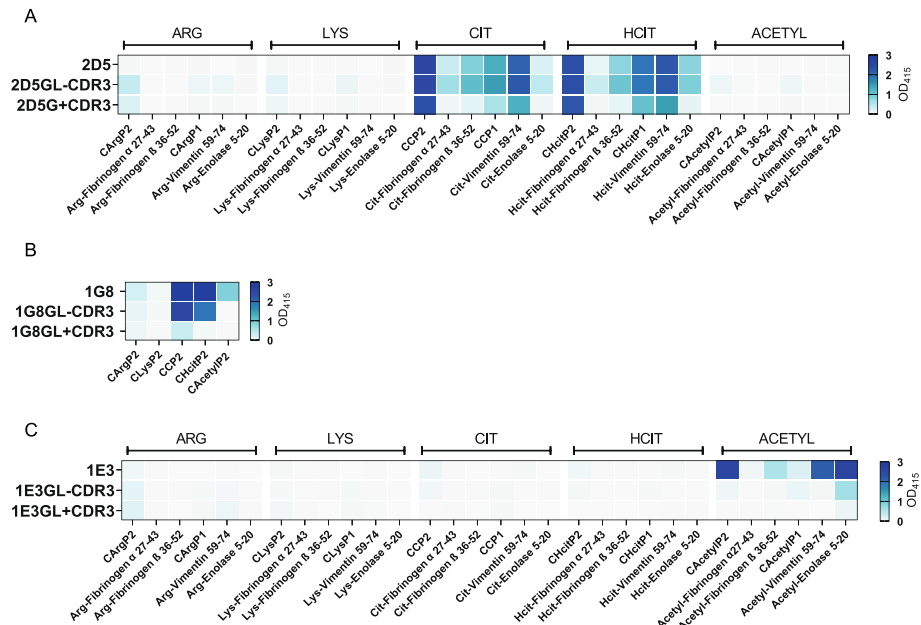 A
ARG
LYS
CIT
HCIT
ACETYL
2D5
2D5GL-CDR3
2D5G+CDR3
3
2
1
0
OD415
CArgP2
Arg-Fibrinogen α 27-43
Arg-Fibrinogen ß 36-52
CArgP1
Arg-Vimentin 59-74
Arg-Enolase 5-20
CLysP2
Lys-Fibrinogen α 27-43
Lys-Fibrinogen ß 36-52
CLysP1
Lys-Vimentin 59-74
Lys-Enolase 5-20
CCP2
Cit-Fibrinogen α 27-43
Cit-Fibrinogen ß 36-52
CCP1
Cit-Vimentin 59-74
Cit-Enolase 5-20
CHcitP2
Hcit-Fibrinogen α 27-43
Hcit-Fibrinogen ß 36-52
CHcitP1
Hcit-Vimentin 59-74
Hcit-Enolase 5-20
CAcetylP2
Acetyl-Fibrinogen α 27-43
Acetyl-Fibrinogen ß 36-52
CAcetylP1
Acetyl-Vimentin 59-74
Acetyl-Enolase 5-20
B
1G8
1G8GL-CDR3
1G8GL+CDR3
3
2
1
0
OD415
CArgP2
CLysP2
CCP2
CHcitP2
CAcetylP2
C
ARG
LYS
CIT
HCIT
ACETYL
1E3
1E3GL-CDR3
1E3GL+CDR3
3
2
1
0
OD415
CArgP2
Arg-Fibrinogen α 27-43
Arg-Fibrinogen ß 36-52
CArgP1
Arg-Vimentin 59-74
Arg-Enolase 5-20
CLysP2
Lys-Fibrinogen α 27-43
Lys-Fibrinogen ß 36-52
CLysP1
Lys-Vimentin 59-74
Lys-Enolase 5-20
CCP2
Cit-Fibrinogen α 27-43
Cit-Fibrinogen ß 36-52
CCP1
Cit-Vimentin 59-74
Cit-Enolase 5-20
CHcitP2
Hcit-Fibrinogen α 27-43
Hcit-Fibrinogen ß 36-52
CHcitP1
Hcit-Vimentin 59-74
Hcit-Enolase 5-20
CAcetylP2
Acetyl-Fibrinogen α27-43
Acetyl-Fibrinogen ß 36-52
CAcetylP1
Acetyl-Vimentin 59-74
Acetyl-Enolase 5-20